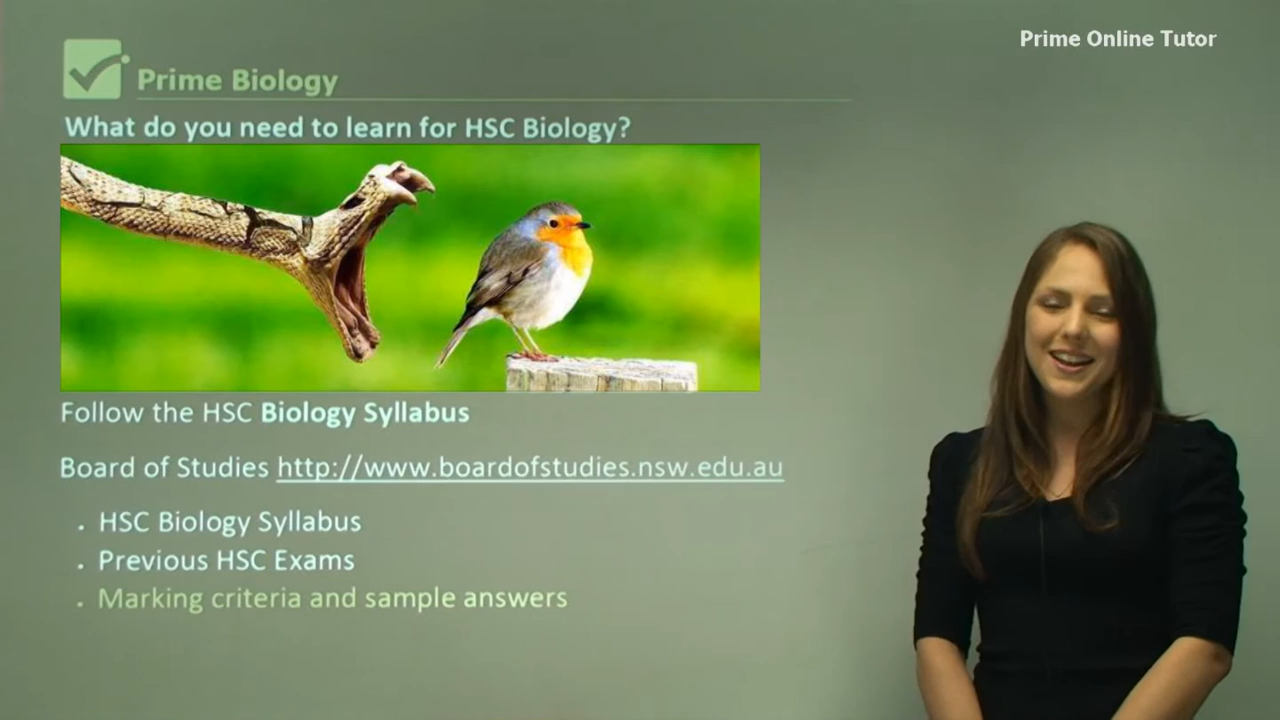 Prime Online Tutor
Prime Biology
What do you need to learn for HSC Biology?
Follow the HSC Biology Syllabus
Board of Studies http://www.boardofstudies.nsw.edu.au
. HSC Biology Syllabus
. Previous HSC Exams
. Marking criteria and sample answers